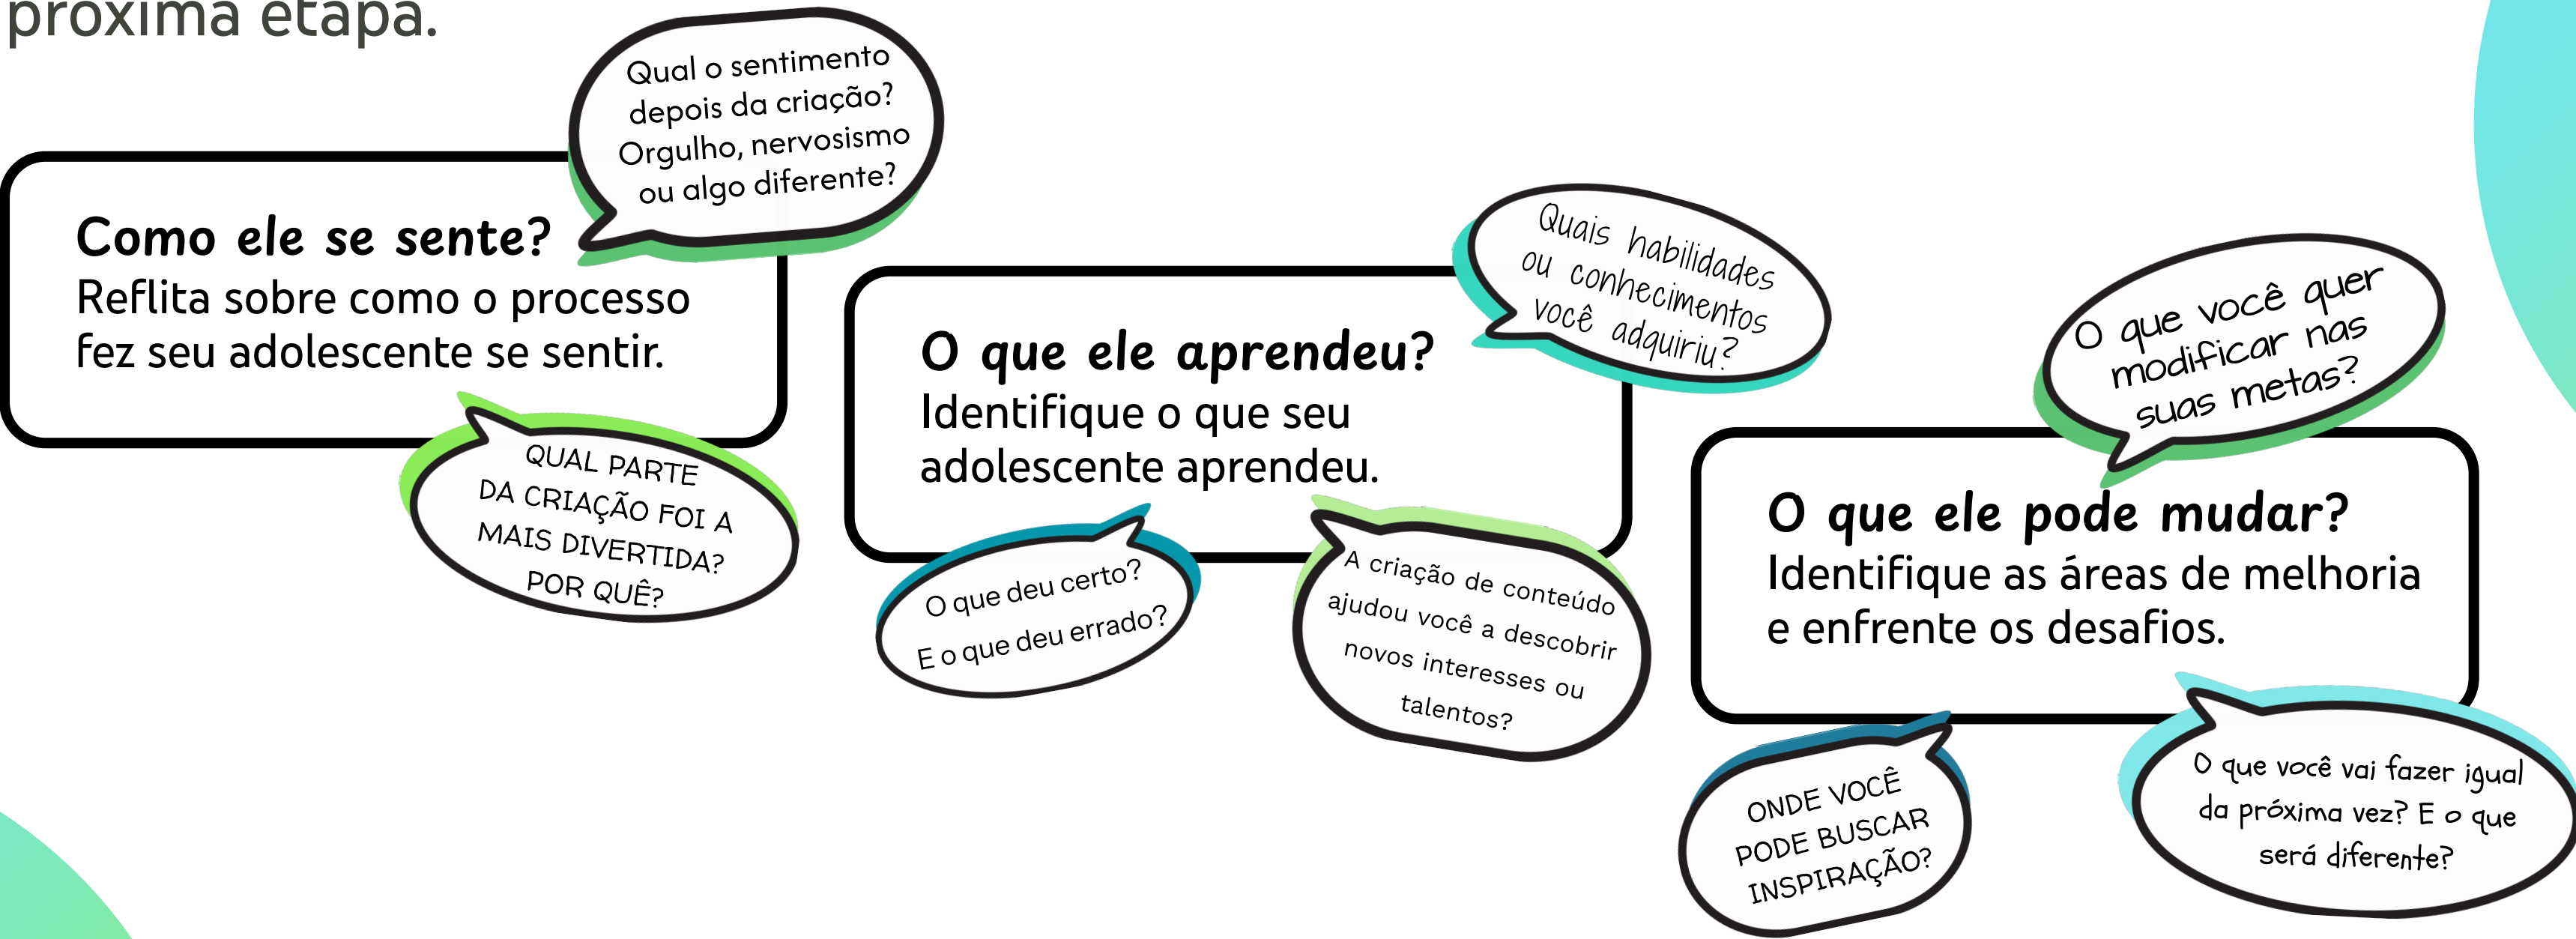 próxima etapa.
Qual o sentimento
depois da criação?
Orgulho, nervosismo
ou algo diferente?
Como ele se sente?
Reflita sobre como o processo
fez seu adolescente se sentir.
QUAL PARTE
DA CRIAÇÃO FOI A
MAIS DIVERTIDA?
POR QUÊ?
Quais habilidades
ou conhecimentos
você adquiriu?
O que ele aprendeu?
Identifique o que seu
adolescente aprendeu.
O que deu certo?
E o que deu errado?
A criação de conteúdo
ajudou você a descobrir
novos interesses ou
talentos?
O que você quer
modificar nas
suas metas?
O que ele pode mudar?
Identifique as áreas de melhoria
e enfrente os desafios.
ONDE VOCÊ
PODE BUSCAR
INSPIRAÇÃO?
O que você vai fazer igual
da próxima vez? E o que
será diferente?